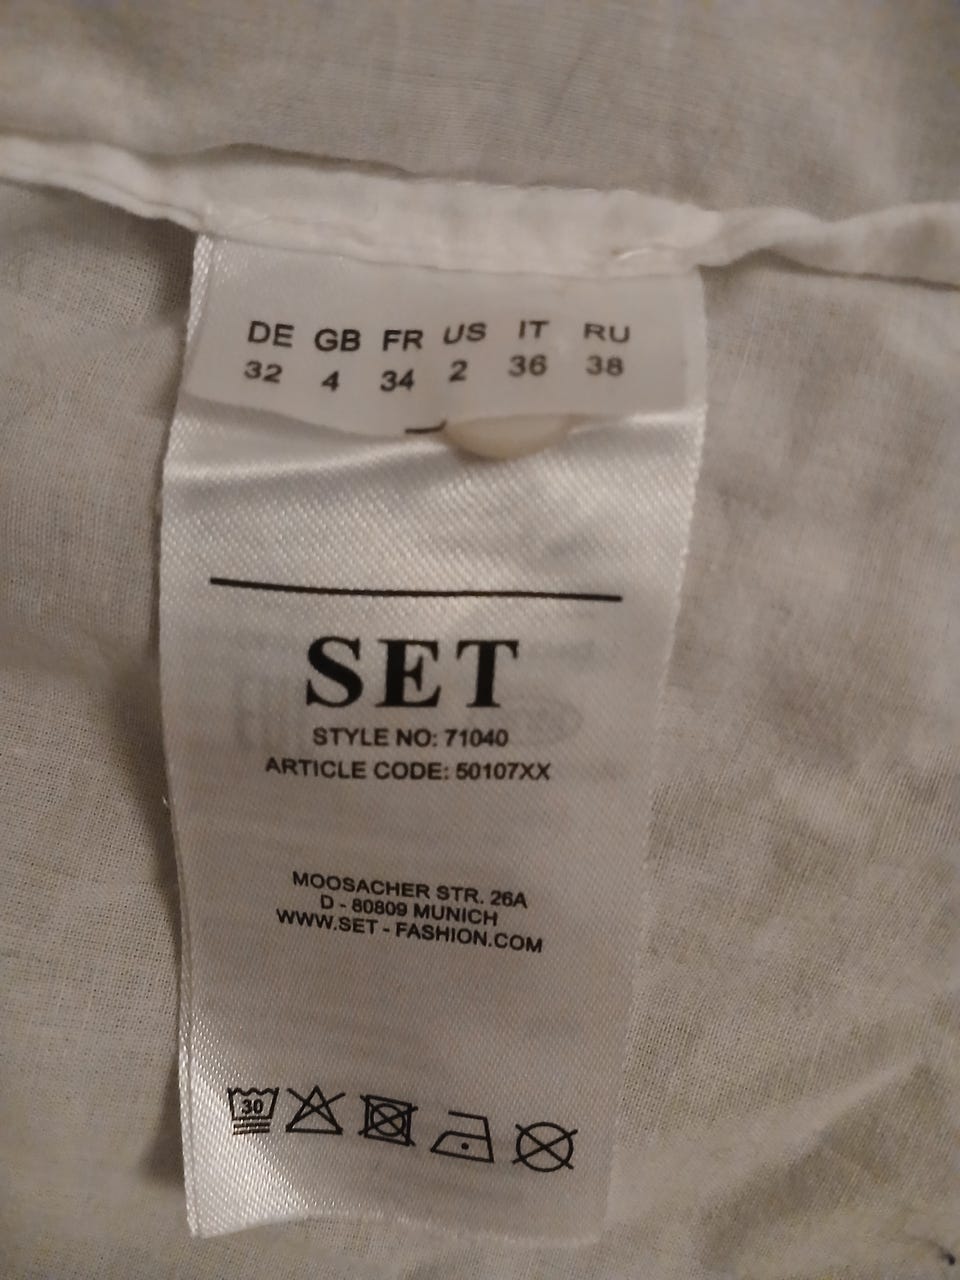 DE GB FR US IT RU
32 4 34 2 36 38
SET
STYLE NO: 71040
ARTICLE CODE: 50107XX
MOOSACHER STR. 26A
D - 80809 MUNICH
WWW.SET - FASHION.COM
30